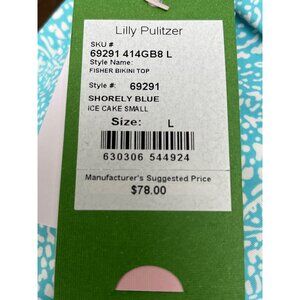 Lilly Pulitzer
SKU #
69291 414GB8 L
Style Name:
FISHER BIKINI TOP
Style #: 69291
SHORELY BLUE
ICE CAKE SMALL
Size: L
630306 544924
Manufacturer's Suggested Price
$78.00